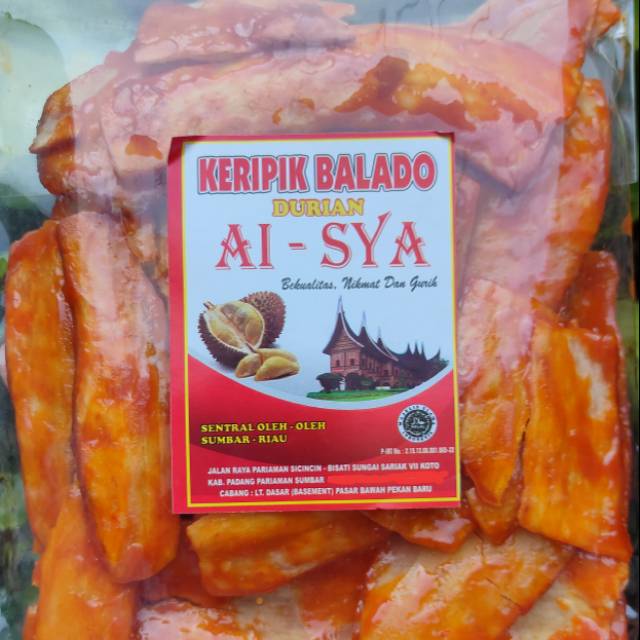 KERIPIK BALADO
DURIAN
AI - SYA
Bekualitas, Nikmat Dan Gurih
SENTRAL OLEH - OLEH
SUMBAR - RIAU
JALAN RAYA PARIAMAN SICINCIN - BISATI SUNGAI SARIAK VII KOTO
KAB. PADANG PARIAMAN SUMBAR
CABANG : LT. DASAR (BASEMENT) PASAR BAWAH PEKAN BARU